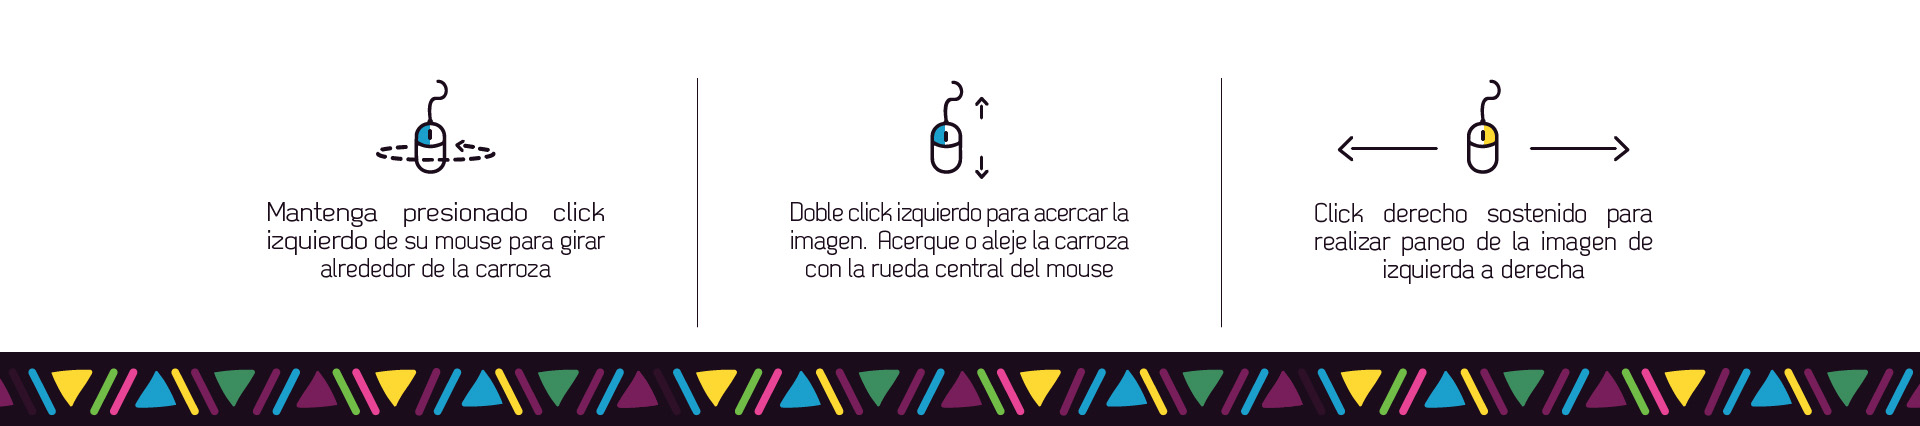 Mantenga presionado click
izquierdo de su mouse para girar
alrededor de la carroza
Doble click izquierdo para acercar la
imagen. Acerque o aleje la carroza
con la rueda central del mouse
Click derecho sostenido para
realizar paneo de la imagen de
izquierda a derecha